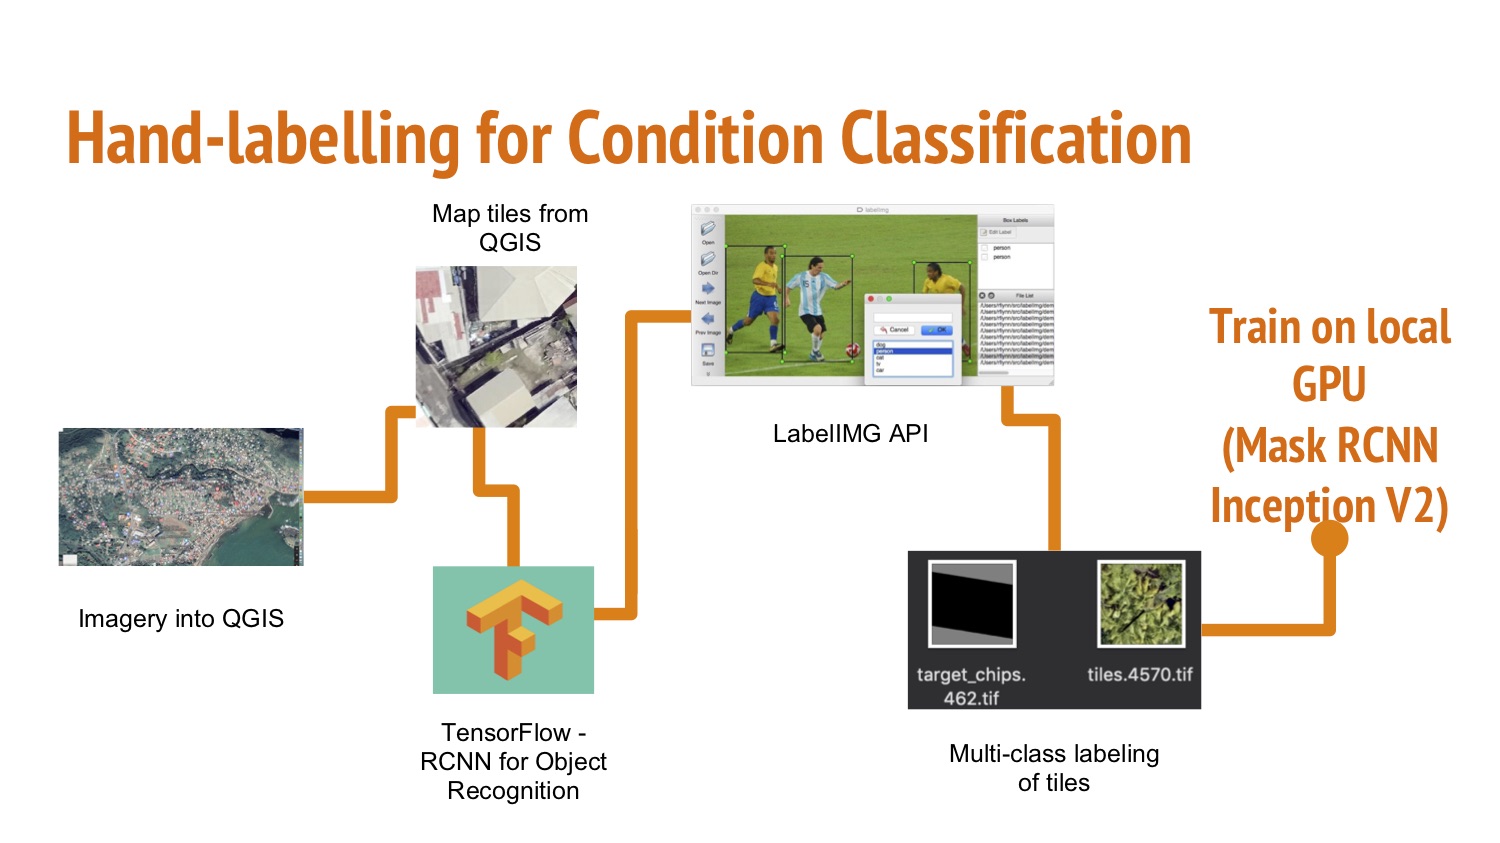 Hand-labelling for Condition Classification
Map tiles from
QGIS
Imagery into QGIS
TensorFlow -
RCNN for Object
Recognition
labelImg
Open
Open Dir
Next Image
Prev Image
Save
Box Labels
Edit Label
person
person
File List
Cancel
OK
dog
person
cat
tv
car
LabelIMG API
target_chips.
462.tif
tiles.4570.tif
Multi-class labeling
of tiles
Train on local
GPU
(Mask RCNN
Inception V2)